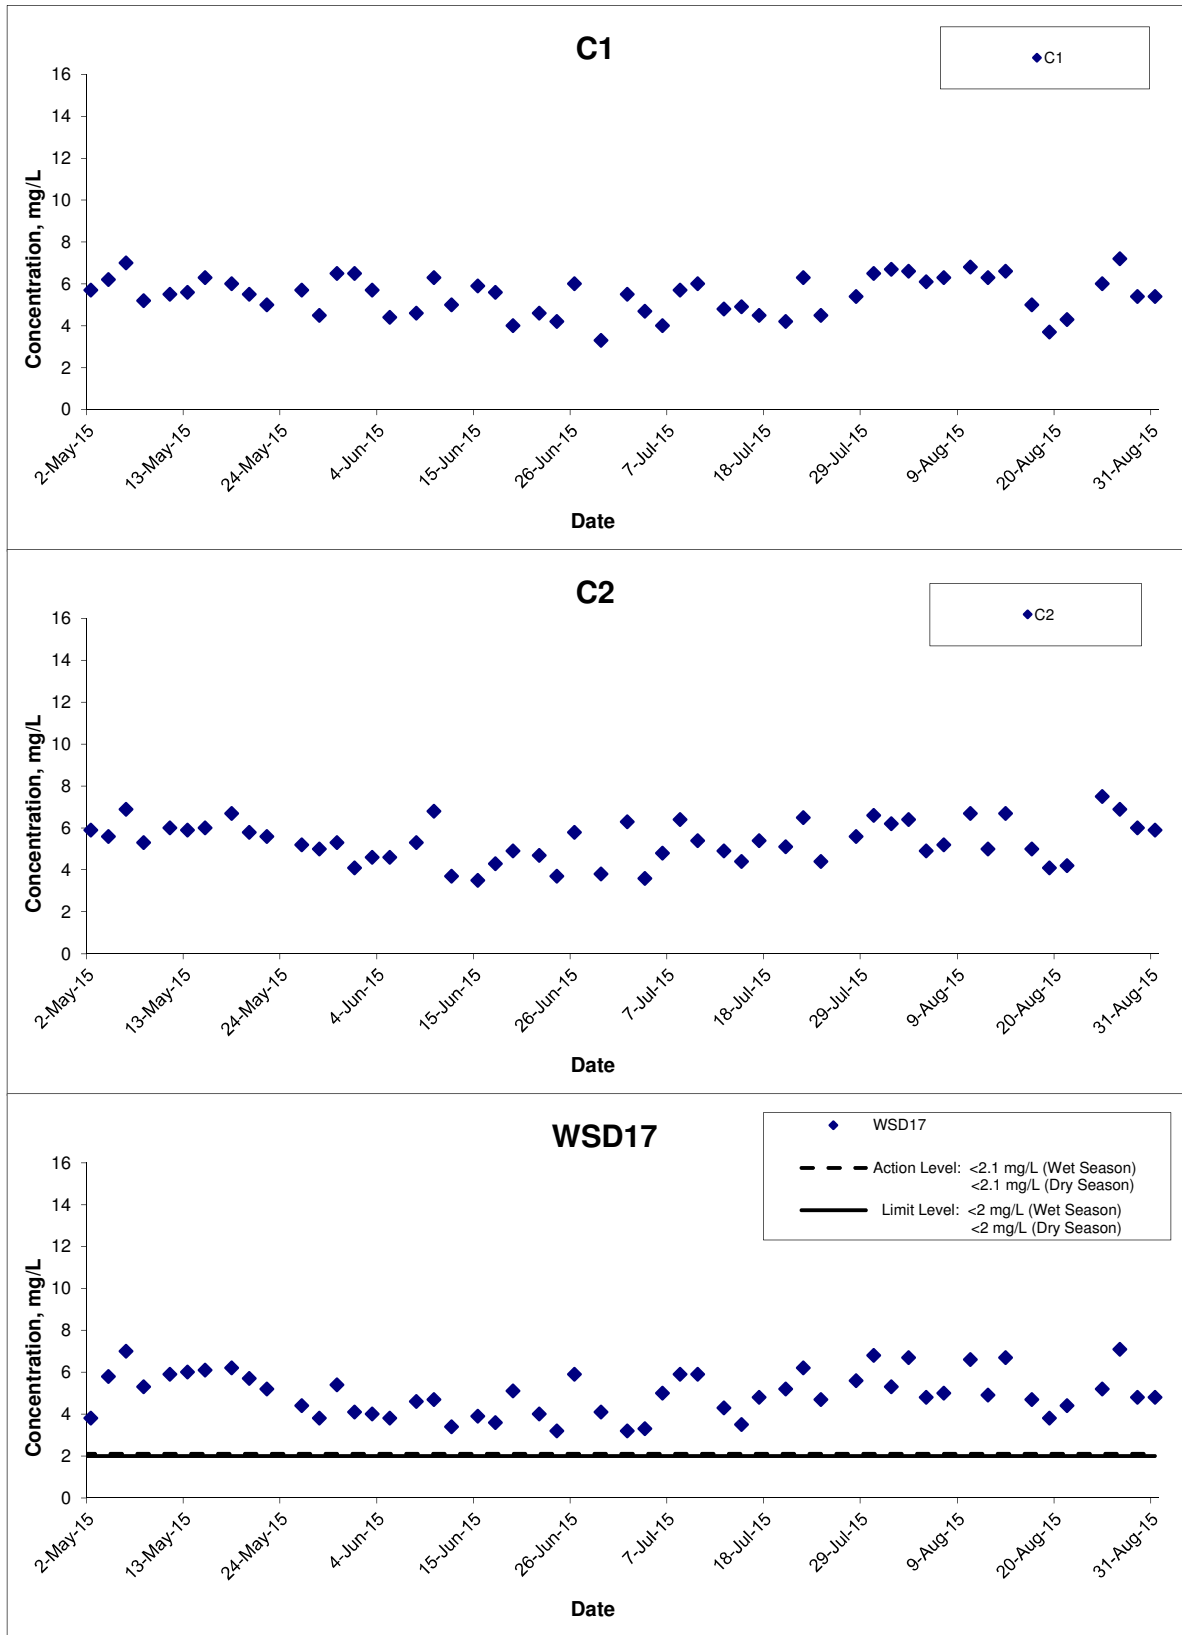 C1
C1
16
14
12
10
8
6
4
2
0
Concentration, mg/L
2-May-15
13-May-15
24-May-15
4-Jun-15
15-Jun-15
26-Jun-15
7-Jul-15
18-Jul-15
29-Jul-15
9-Aug-15
20-Aug-15
31-Aug-15
Date
C2
C2
16
14
12
10
8
6
4
2
0
Concentration, mg/L
2-May-15
13-May-15
24-May-15
4-Jun-15
15-Jun-15
26-Jun-15
7-Jul-15
18-Jul-15
29-Jul-15
9-Aug-15
20-Aug-15
31-Aug-15
Date
WSD17
WSD17
Action Level: <2.1 mg/L (Wet Season)
<2.1 mg/L (Dry Season)
Limit Level: <2 mg/L (Wet Season)
<2 mg/L (Dry Season)
16
14
12
10
8
6
4
2
0
Concentration, mg/L
2-May-15
13-May-15
24-May-15
4-Jun-15
15-Jun-15
26-Jun-15
7-Jul-15
18-Jul-15
29-Jul-15
9-Aug-15
20-Aug-15
31-Aug-15
Date